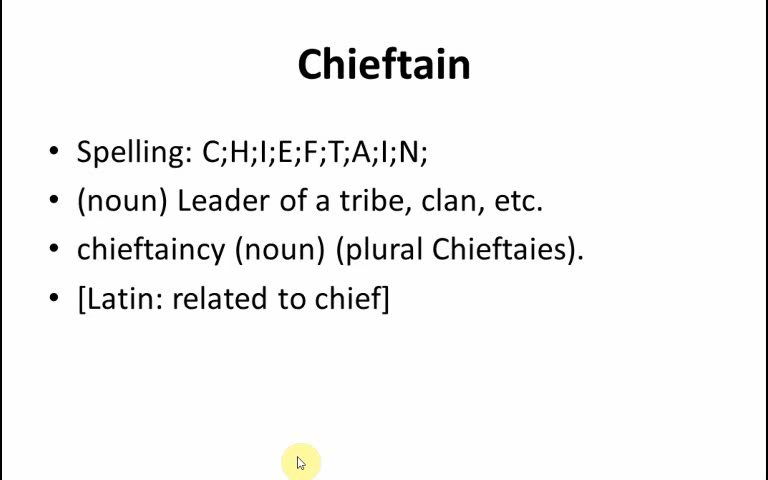 Chieftain
• Spelling: C;H;I;E;F;T;A;I;N;
• (noun) Leader of a tribe, clan, etc.
• chieftaincy (noun) (plural Chieftaies).
• [Latin: related to chief]